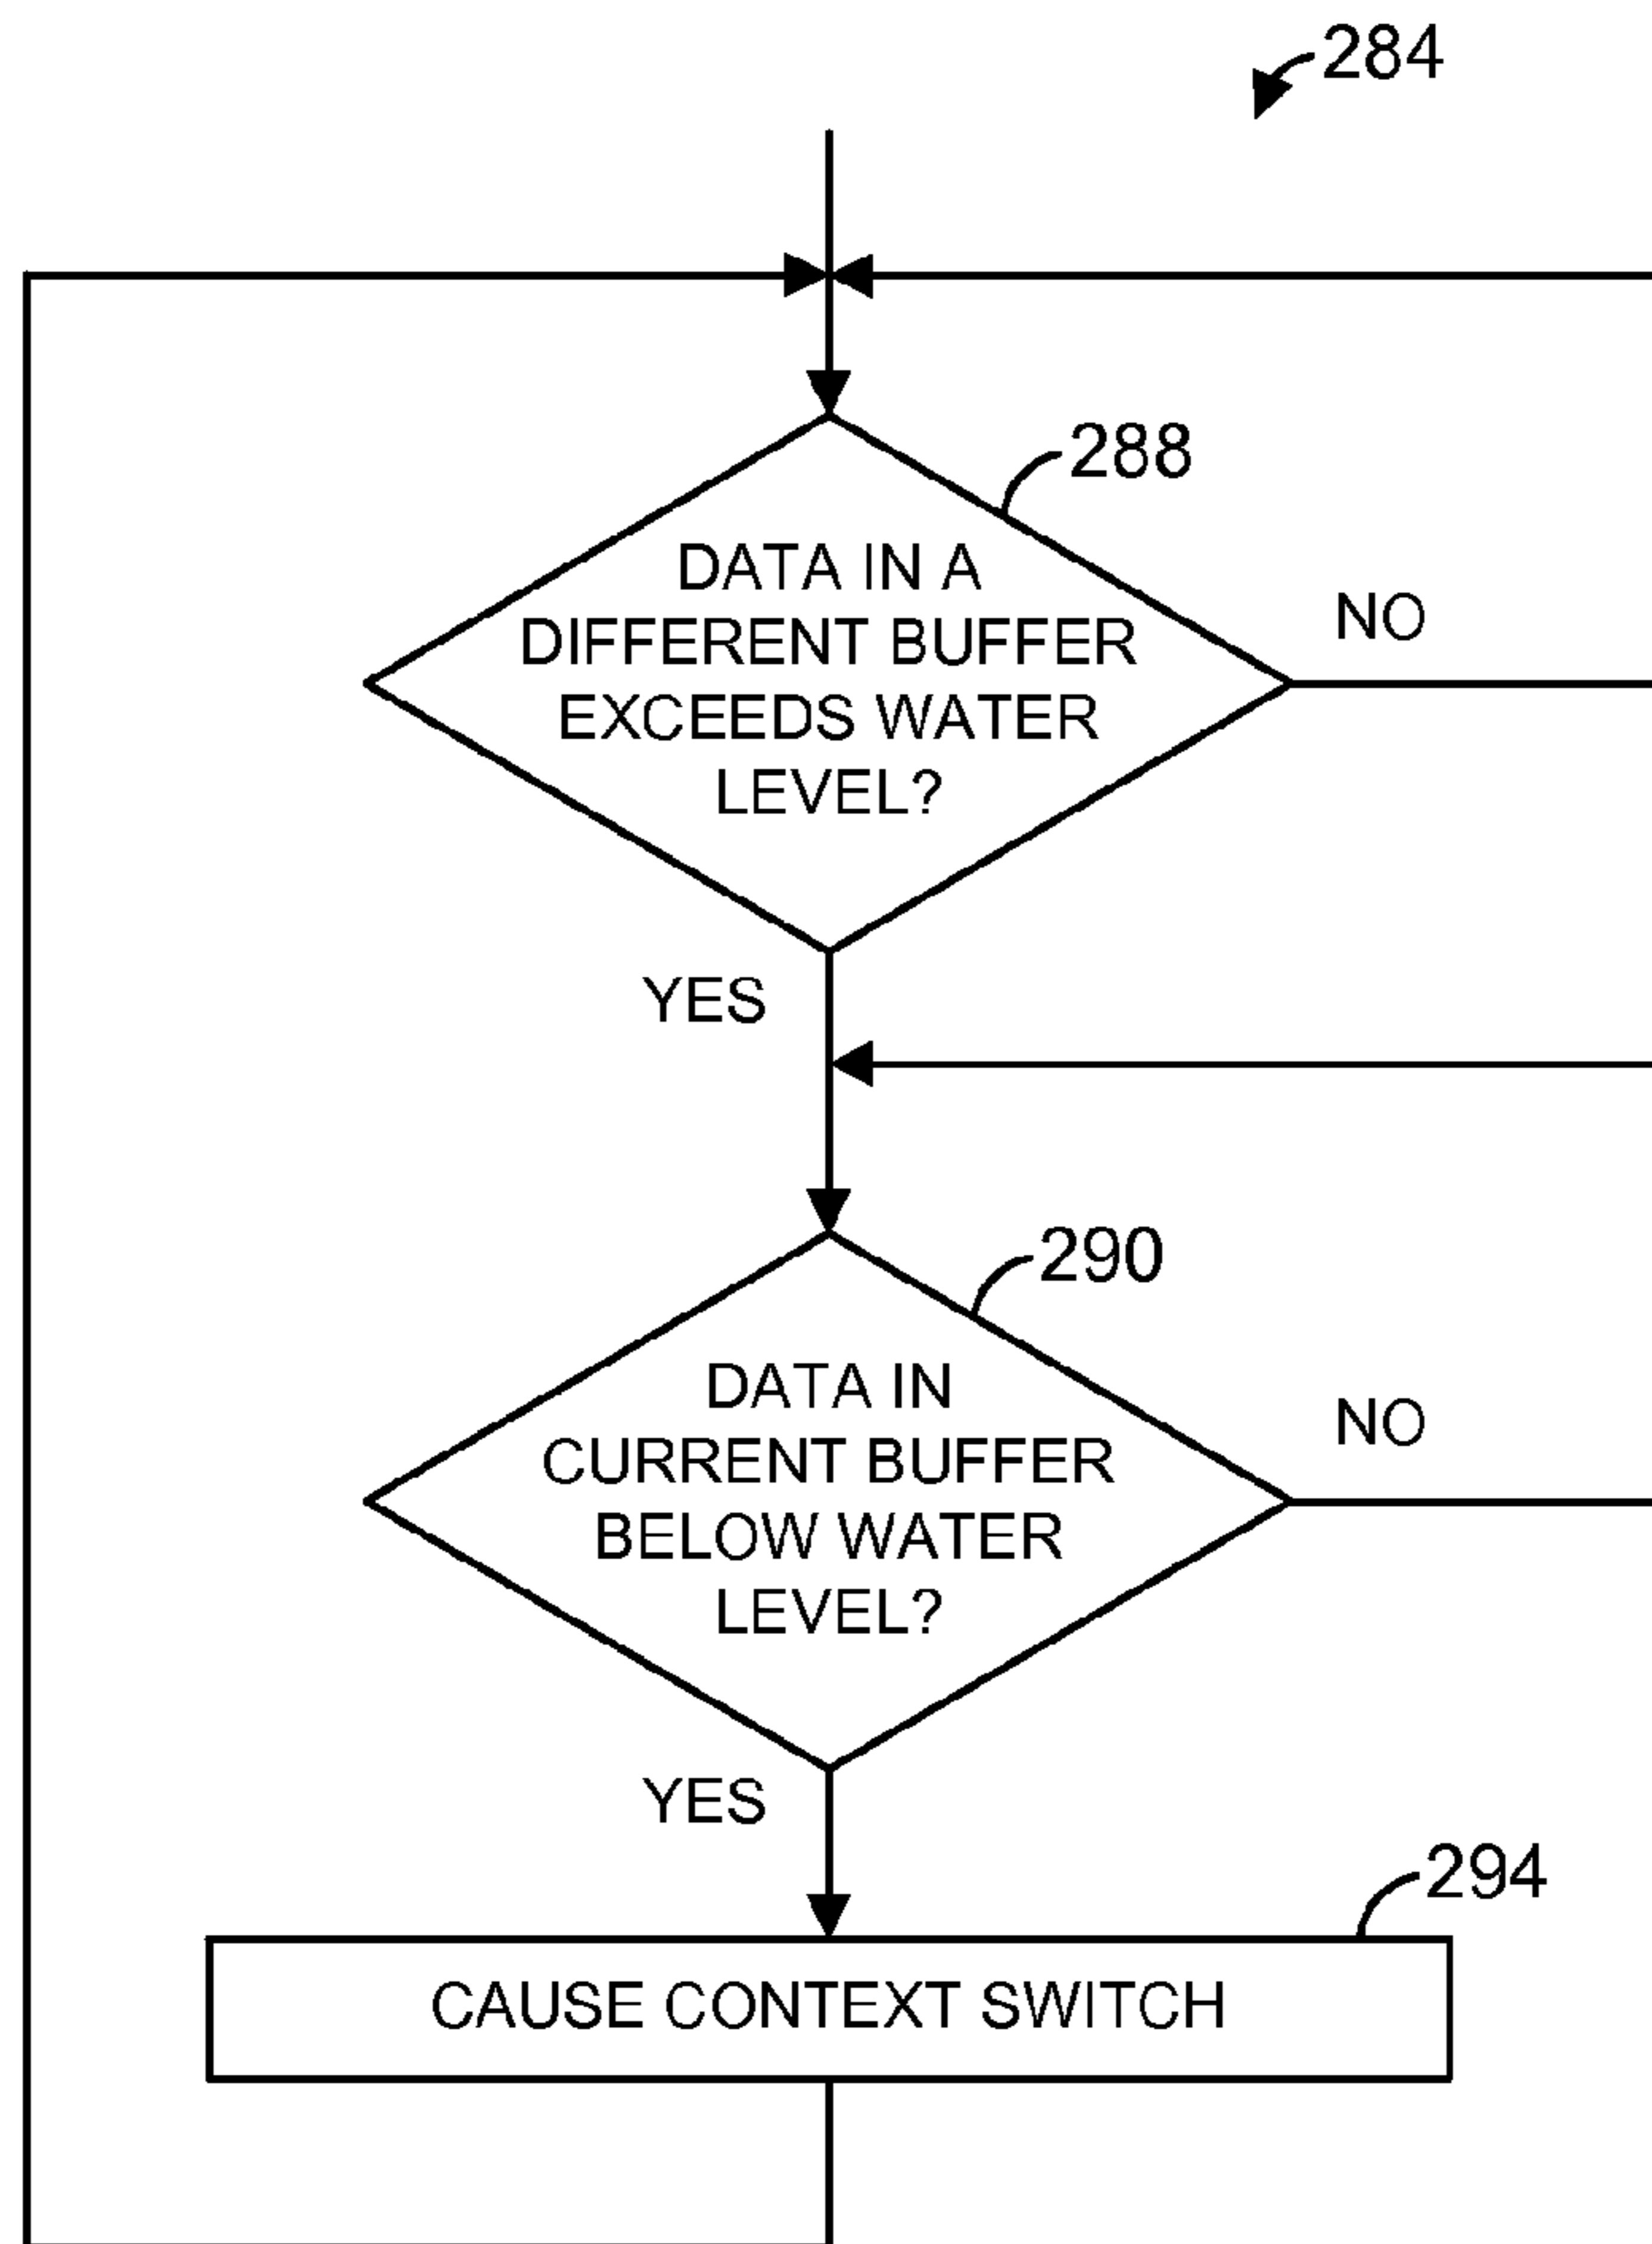 284
288
DATA IN A
DIFFERENT BUFFER
EXCEEDS WATER
LEVEL?
NO
YES
290
DATA IN
CURRENT BUFFER
BELOW WATER
LEVEL?
NO
YES
294
CAUSE CONTEXT SWITCH